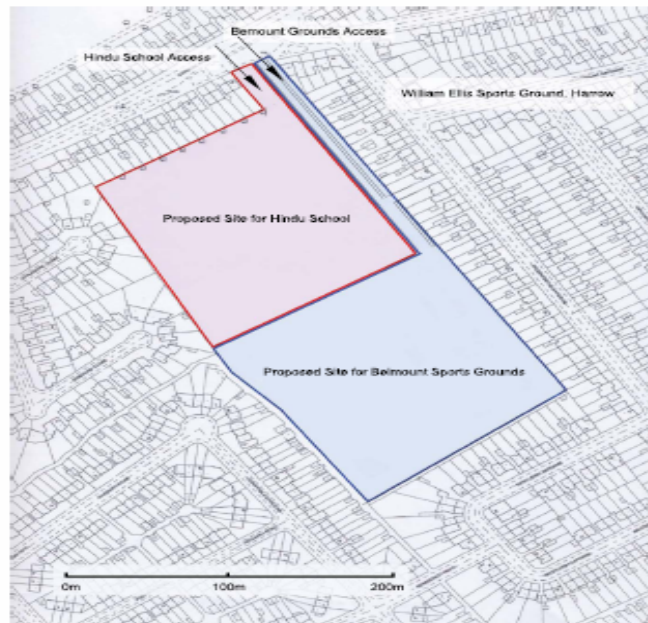 Bemount Grounds Access
Hindu School Access
William Ellis Sports Ground, Harrow
Proposed Site for Hindu School
Proposed Site for Belmount Sports Grounds
0m 100m 200m